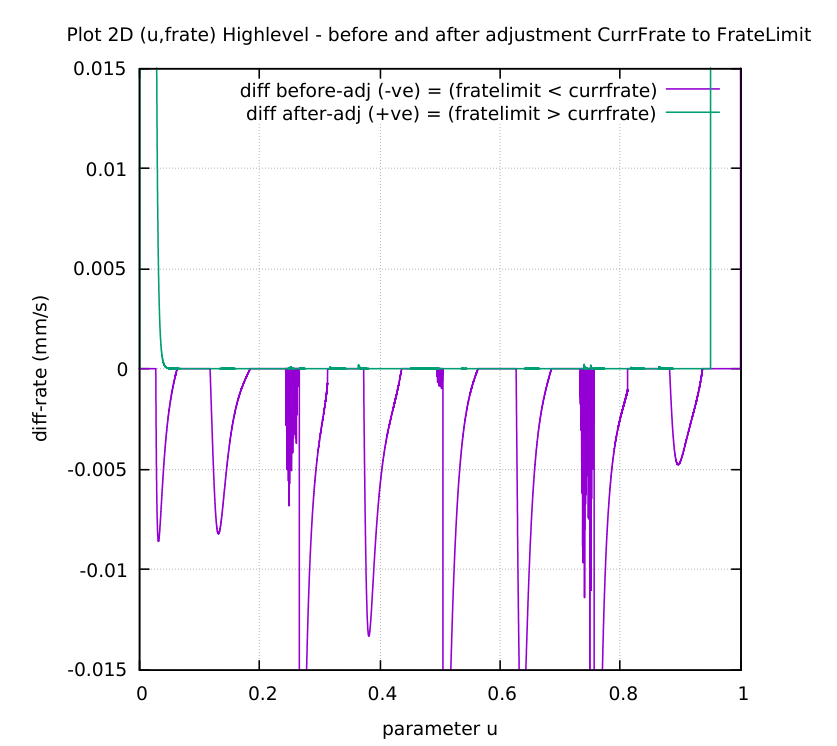 Plot 2D (u,frate) Highlevel - before and after adjustment CurrFrate to FrateLimit
diff before-adj (-ve) = (fratelimit < currfrate)
diff after-adj (+ve) = (fratelimit > currfrate)
0.015
0.01
0.005
0
-0.005
-0.01
-0.015
diff-rate (mm/s)
0 0.2 0.4 0.6 0.8 1
parameter u